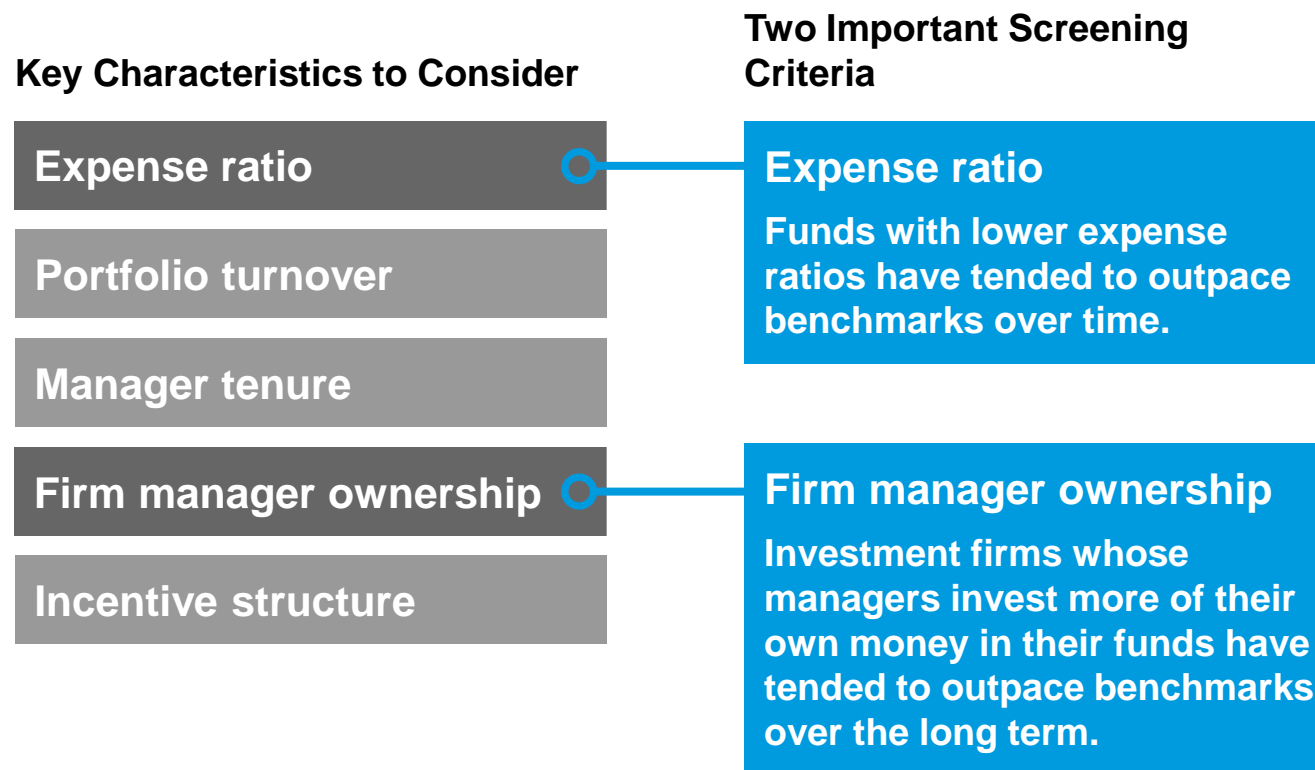 Key Characteristics to Consider
Expense ratio
Portfolio turnover
Manager tenure
Firm manager ownership
Incentive structure
Two Important Screening
Criteria
Expense ratio
Funds with lower expense
ratios have tended to outpace
benchmarks over time.
Firm manager ownership
Investment firms whose
managers invest more of their
own money in their funds have
tended to outpace benchmarks
over the long term.